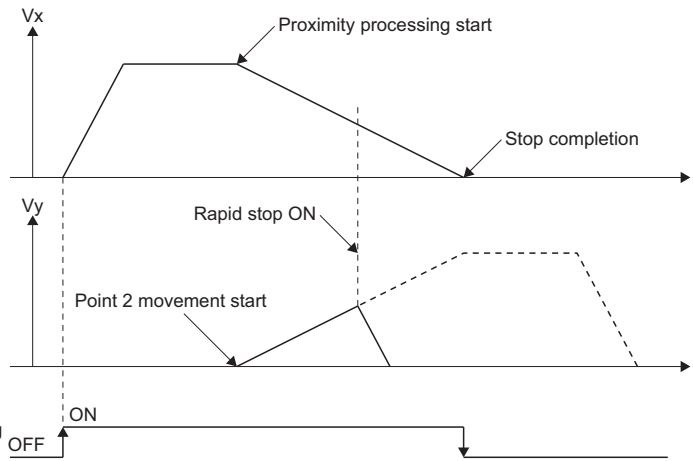 Vx
Proximity processing start
Stop completion
Vy
Rapid stop ON
Point 2 movement start
ON
OFF